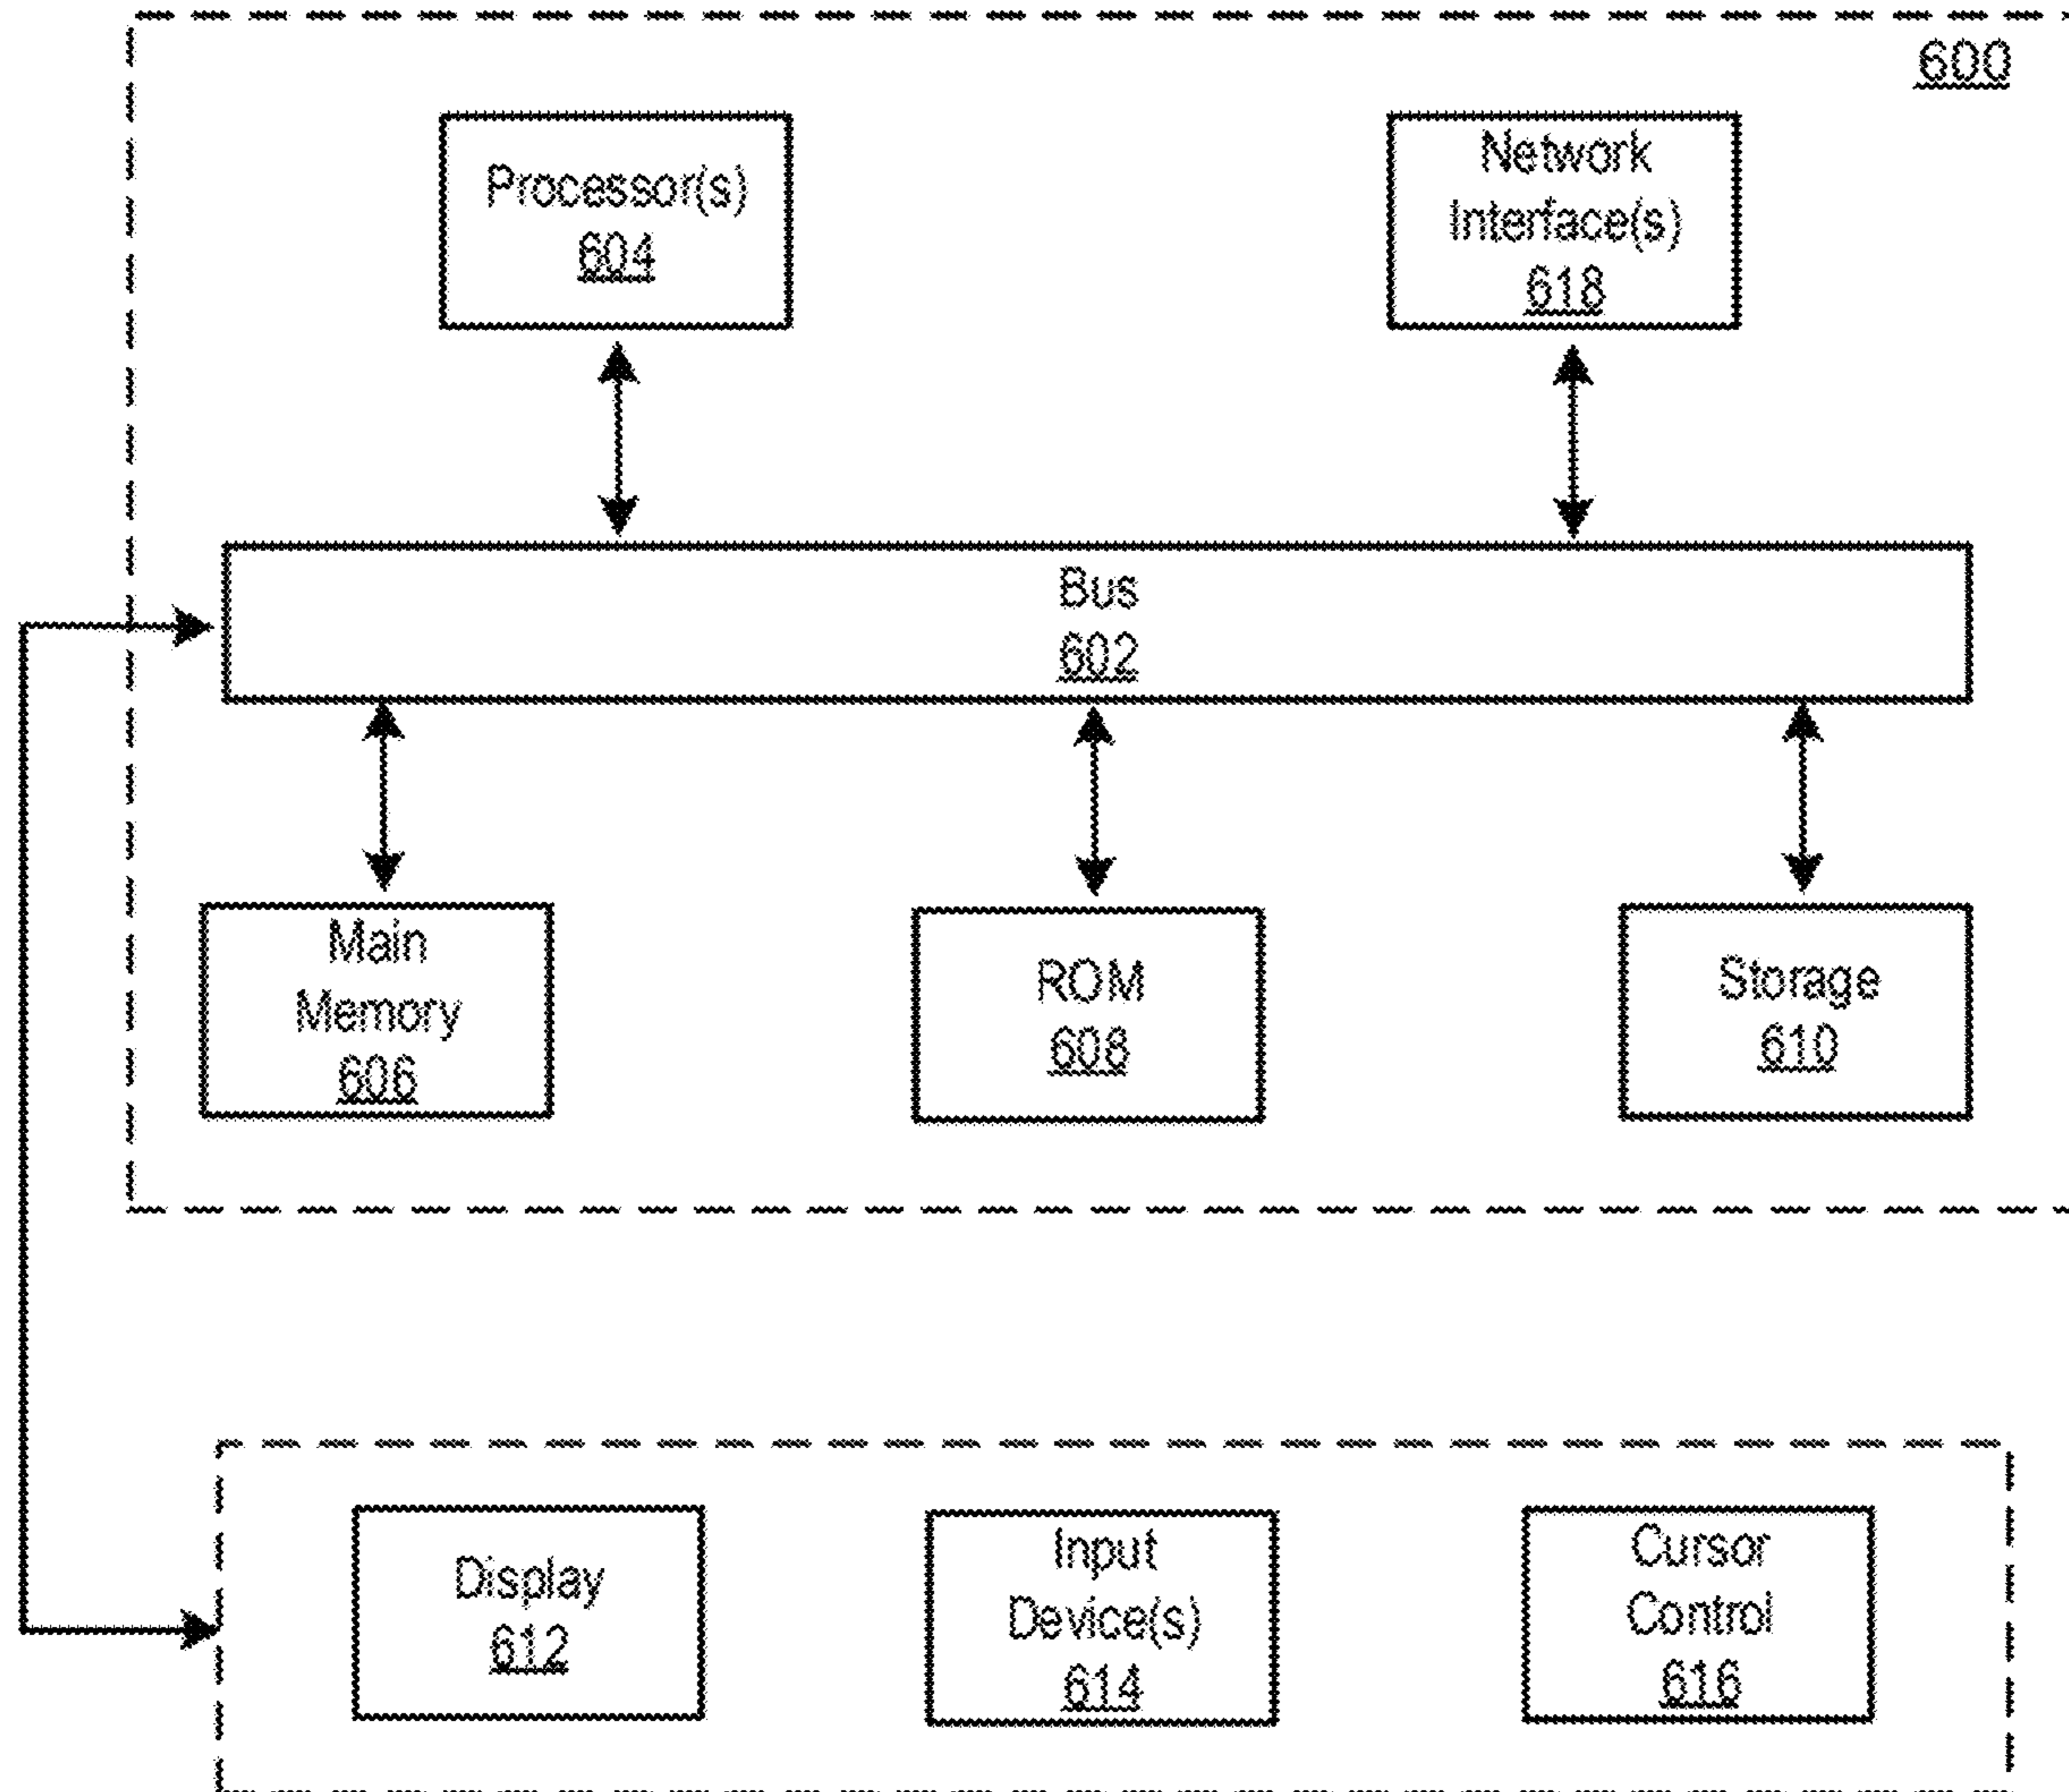 600
Processor(s)
604
Network
Interface(s)
618
Bus
602
Main
Memory
606
ROM
608
Storage
610
Display
612
Input
Device(s)
614
Cursor
Control
616